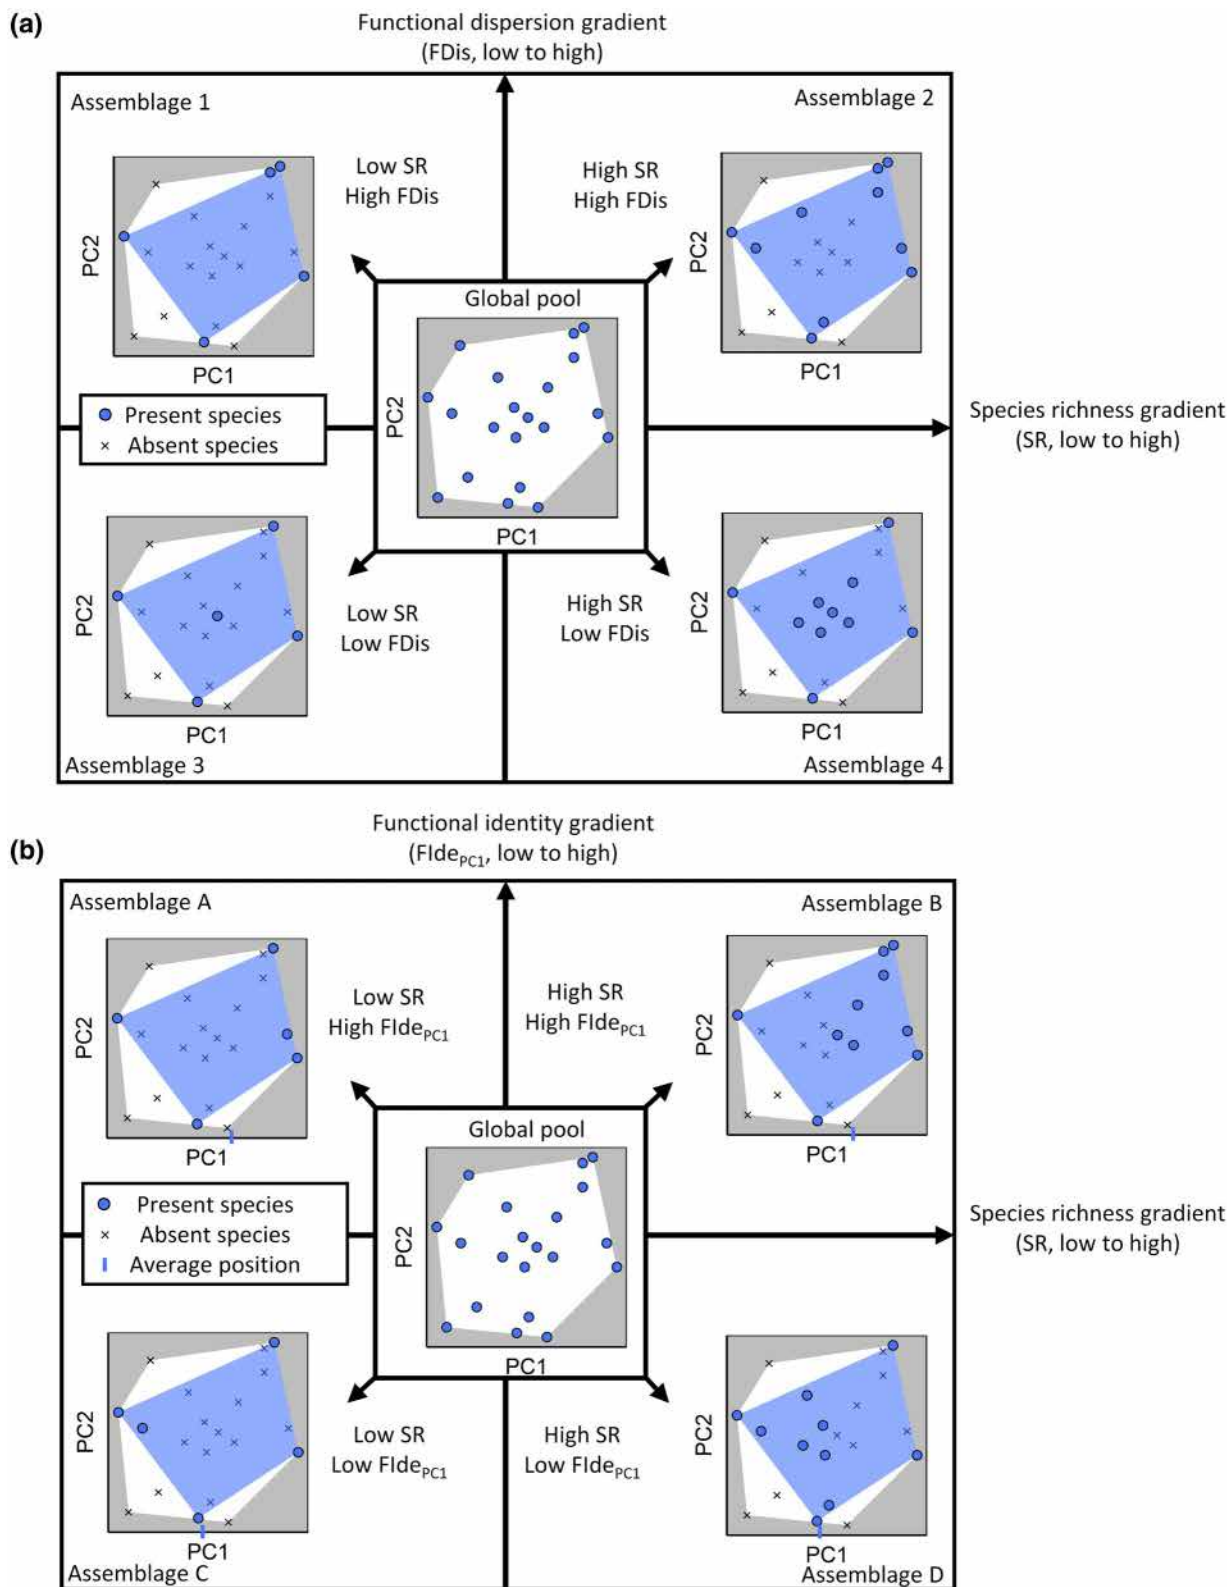 (a)
Functional dispersion gradient
(FDis, low to high)
Assemblage 1
Assemblage 2
Low SR
High FDis
High SR
High FDis
PC2
PC1
PC2
PC1
Global pool
PC2
PC1
Present species
Absent species
Species richness gradient
(SR, low to high)
Low SR
Low FDis
High SR
Low FDis
PC2
PC1
PC2
PC1
Assemblage 3
Assemblage 4
(b)
Functional identity gradient
(FIde_PC1, low to high)
Assemblage A
Assemblage B
Low SR
High FIde_PC1
High SR
High FIde_PC1
PC2
PC1
PC2
PC1
Global pool
PC2
PC1
Present species
Absent species
Average position
Species richness gradient
(SR, low to high)
Low SR
Low FIde_PC1
High SR
Low FIde_PC1
PC2
PC1
PC2
PC1
Assemblage C
Assemblage D